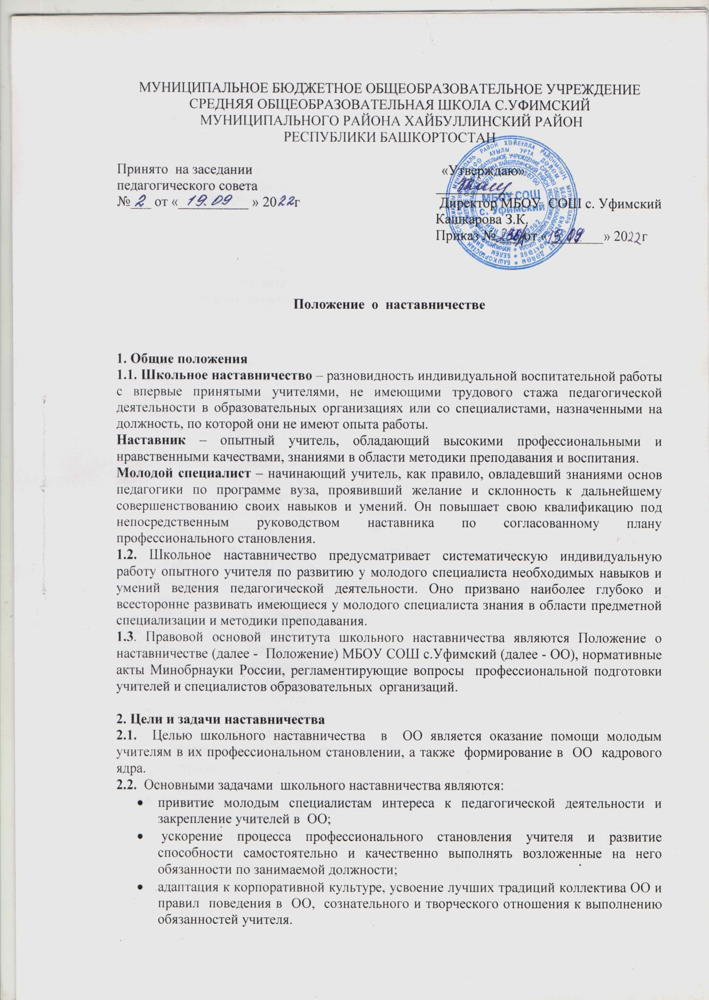 МУНИЦИПАЛЬНОЕ БЮДЖЕТНОЕ ОБЩЕОБРАЗОВАТЕЛЬНОЕ УЧРЕЖДЕНИЕ
СРЕДНЯЯ ОБЩЕОБРАЗОВАТЕЛЬНАЯ ШКОЛА С.УФИМСКИЙ
МУНИЦИПАЛЬНОГО РАЙОНА ХАЙБУЛЛИНСКИЙ РАЙОН
РЕСПУБЛИКИ БАШКОРТОСТАН
Принято на заседании
педагогического совета
№ 2 от « 19.09 » 2022г
«Утверждаю»
МБОУ СОШ
с. Уфимский
Директор МБОУ СОШ с. Уфимский
Кашкарова З.К.
Приказ № от « 09 » 2022г
Положение о наставничестве
1. Общие положения
1.1. Школьное наставничество – разновидность индивидуальной воспитательной работы
с впервые принятыми учителями, не имеющими трудового стажа педагогической
деятельности в образовательных организациях или со специалистами, назначенными на
должность, по которой они не имеют опыта работы.
Наставник – опытный учитель, обладающий высокими профессиональными и
нравственными качествами, знаниями в области методики преподавания и воспитания.
Молодой специалист – начинающий учитель, как правило, овладевший знаниями основ
педагогики по программе вуза, проявивший желание и склонность к дальнейшему
совершенствованию своих навыков и умений. Он повышает свою квалификацию под
непосредственным руководством наставника по согласованному плану
профессионального становления.
1.2. Школьное наставничество предусматривает систематическую индивидуальную
работу опытного учителя по развитию у молодого специалиста необходимых навыков и
умений ведения педагогической деятельности. Оно призвано наиболее глубоко и
всесторонне развивать имеющиеся у молодого специалиста знания в области предметной
специализации и методики преподавания.
1.3. Правовой основой института школьного наставничества являются Положение о
наставничестве (далее - Положение) МБОУ СОШ с.Уфимский (далее - ОО), нормативные
акты Минобрнауки России, регламентирующие вопросы профессиональной подготовки
учителей и специалистов образовательных организаций.
2. Цели и задачи наставничества
2.1. Целью школьного наставничества в ОО является оказание помощи молодым
учителям в их профессиональном становлении, а также формирование в ОО кадрового
ядра.
2.2. Основными задачами школьного наставничества являются:
• привитие молодым специалистам интереса к педагогической деятельности и
закрепление учителей в ОО;
• ускорение процесса профессионального становления учителя и развитие
способности самостоятельно и качественно выполнять возложенные на него
обязанности по занимаемой должности;
• адаптация к корпоративной культуре, усвоение лучших традиций коллектива ОО и
правил поведения в ОО, сознательного и творческого отношения к выполнению
обязанностей учителя.